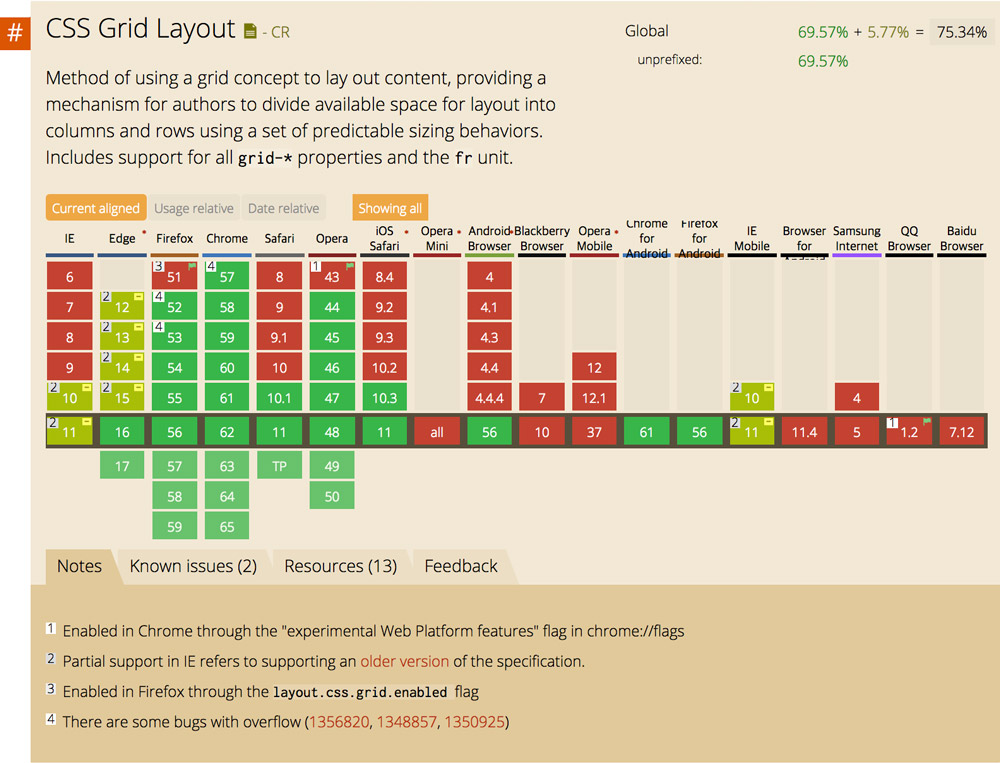 #
CSS Grid Layout - CR
Global 69.57% + 5.77% = 75.34%
unprefixed: 69.57%
Method of using a grid concept to lay out content, providing a
mechanism for authors to divide available space for layout into
columns and rows using a set of predictable sizing behaviors.
Includes support for all grid-* properties and the fr unit.
Current aligned Usage relative Date relative Showing all
IE Edge * Firefox Chrome Safari Opera iOS Safari * Opera Mini * Android Browser * Blackberry Browser Opera Mobile * Chrome for Android Firefox for Android IE Mobile Browser for Samsung Internet QQ Browser Baidu Browser
6 3 51 4 57 8 1 43 8.4 4
7 2 12 4 52 58 9 44 9.2 4.1
8 2 13 4 53 59 9.1 45 9.3 4.3
9 2 14 54 60 10 46 10.2 4.4 12
2 10 2 15 55 61 10.1 47 10.3 4.4.4 7 12.1 2 10 4
2 11 16 56 62 11 48 11 all 56 10 37 61 56 2 11 11.4 5 1 1.2 7.12
17 57 63 TP 49
58 64 50
59 65
Notes Known issues (2) Resources (13) Feedback
1 Enabled in Chrome through the "experimental Web Platform features" flag in chrome://flags
2 Partial support in IE refers to supporting an older version of the specification.
3 Enabled in Firefox through the layout.css.grid.enabled flag
4 There are some bugs with overflow (1356820, 1348857, 1350925)